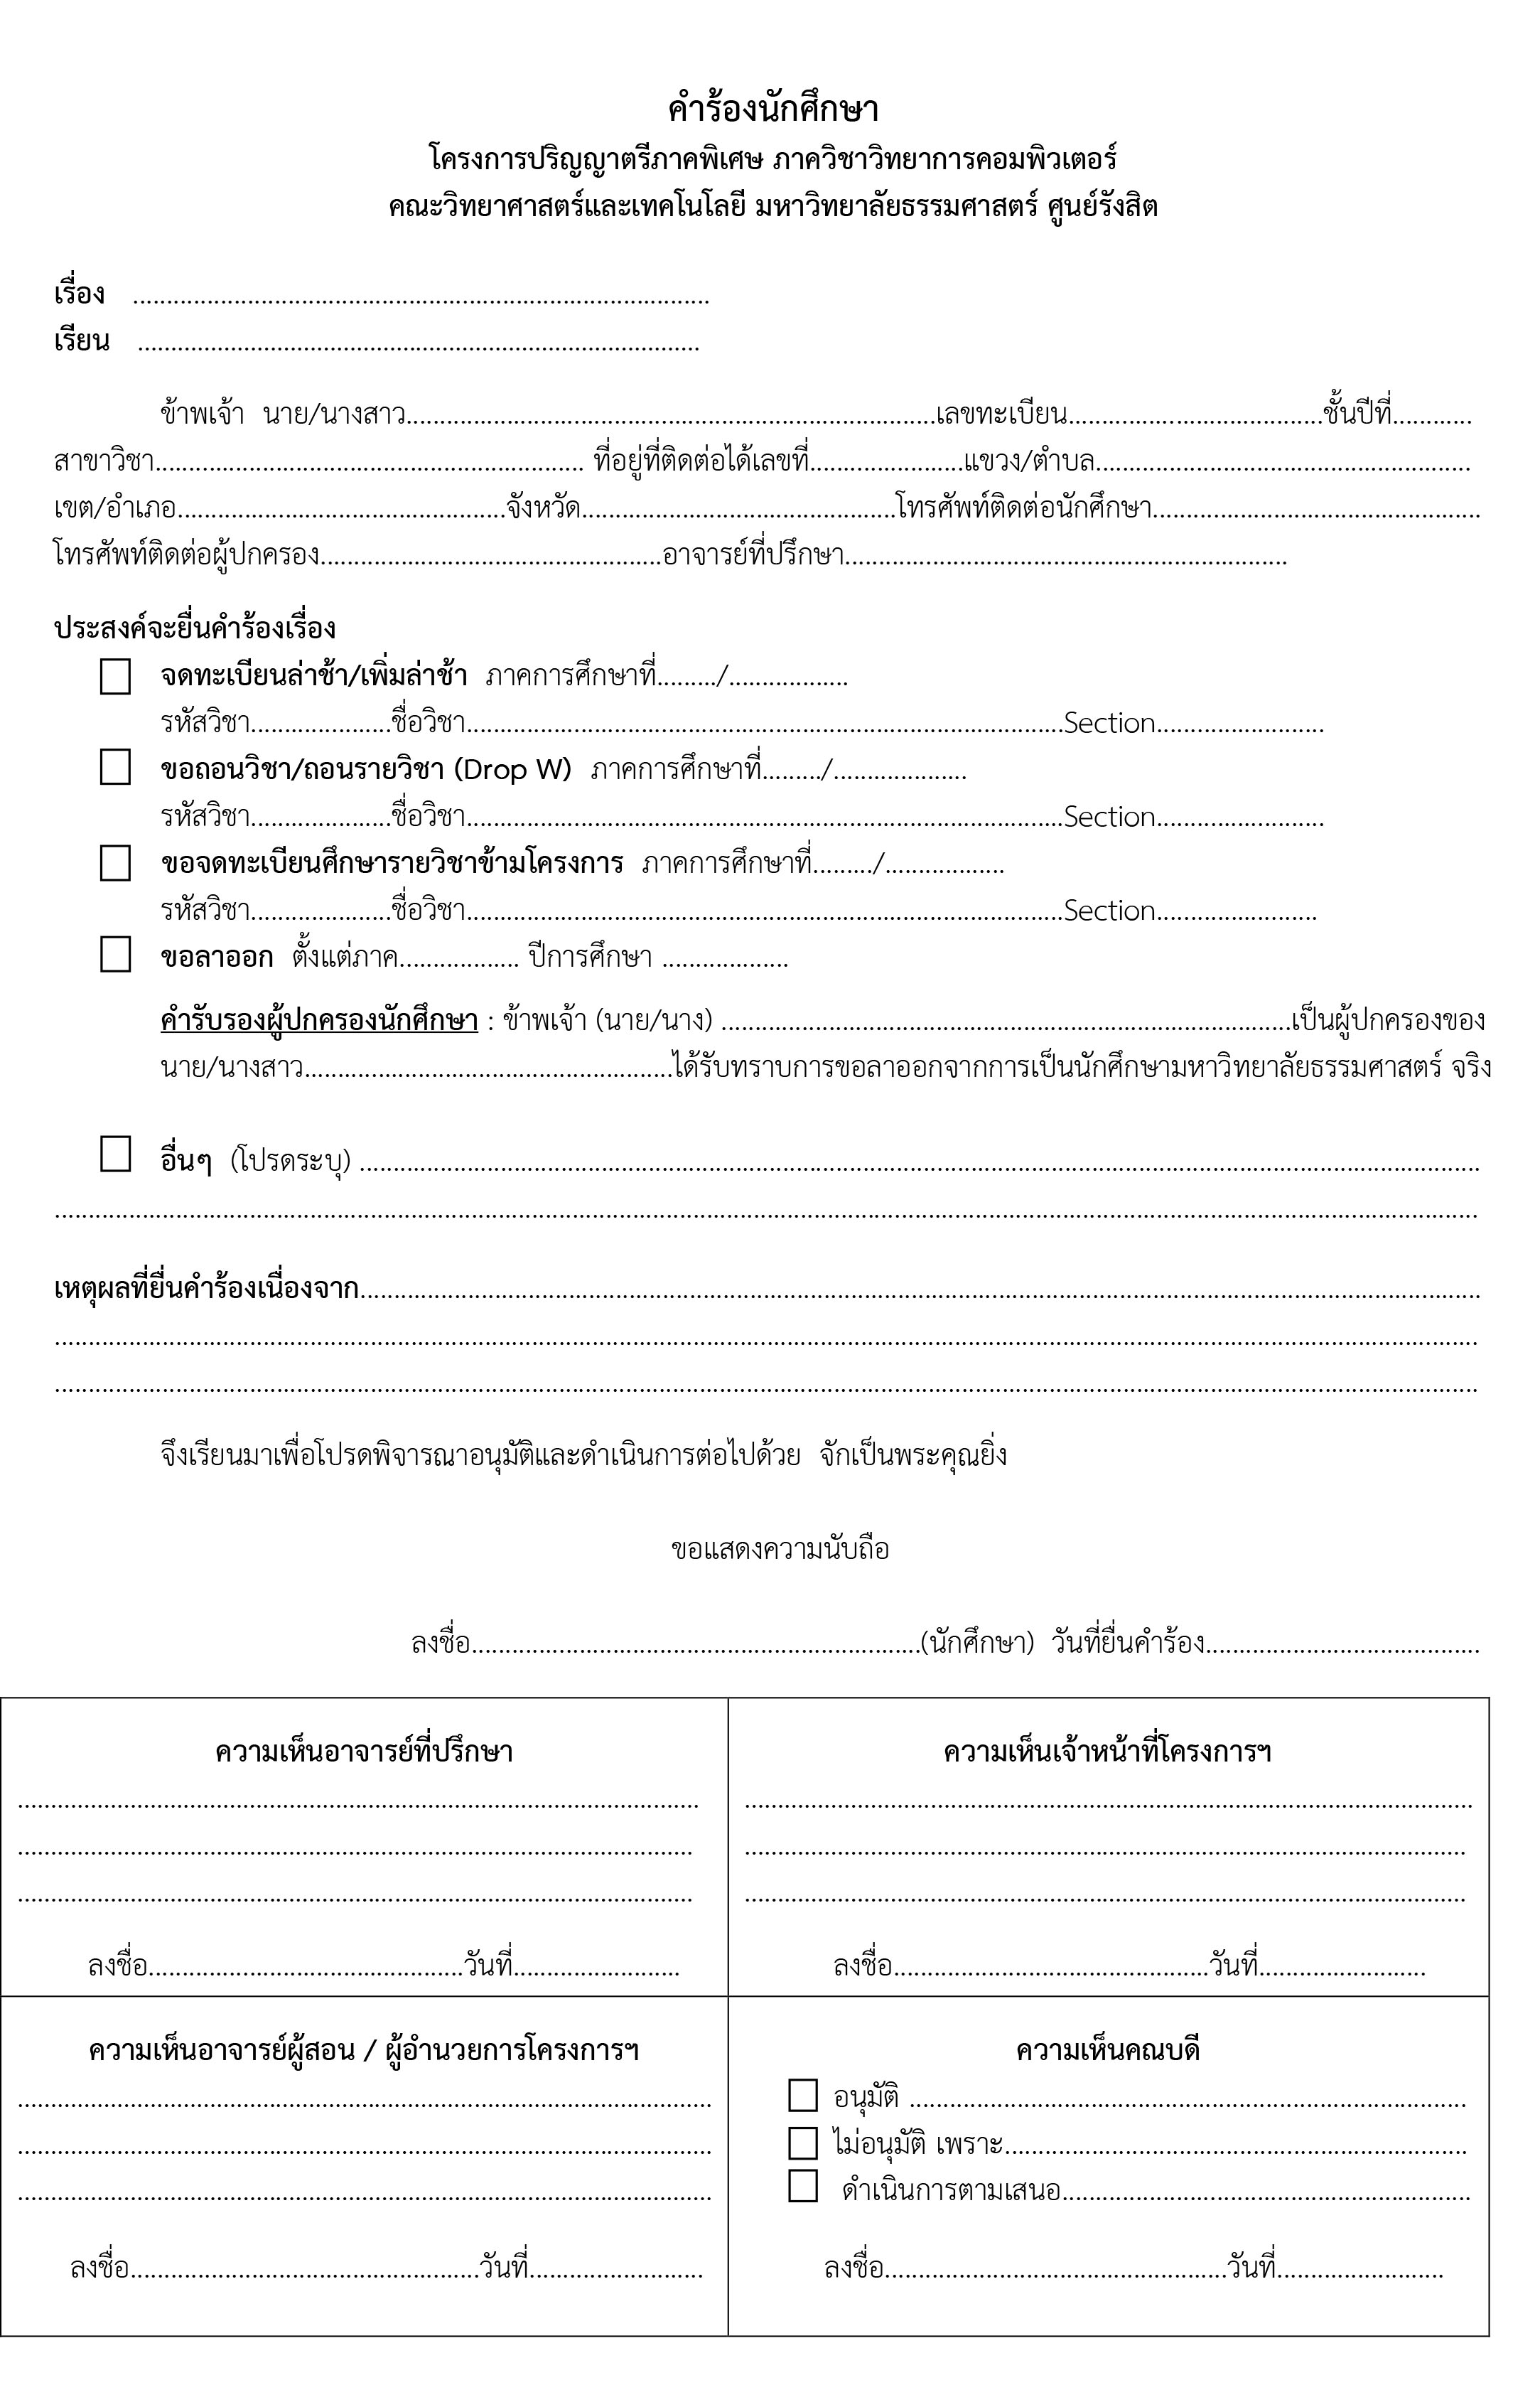 คำร้องนักศึกษา
โครงการปริญญาตรีภาคพิเศษ ภาควิชาวิทยาการคอมพิวเตอร์
คณะวิทยาศาสตร์และเทคโนโลยี มหาวิทยาลัยธรรมศาสตร์ ศูนย์รังสิต
เรื่อง ......................................................................................
เรียน ....................................................................................
ข้าพเจ้า นาย/นางสาว...............................................................................เลขทะเบียน......................................ชั้นปีที่............
สาขาวิชา................................................................ ที่อยู่ที่ติดต่อได้เลขที่.......................แขวง/ตำบล........................................................
เขต/อำเภอ.................................................จังหวัด...............................................โทรศัพท์ติดต่อนักศึกษา.................................................
โทรศัพท์ติดต่อผู้ปกครอง...................................................อาจารย์ที่ปรึกษา..................................................................
ประสงค์จะยื่นคำร้องเรื่อง
☐ จดทะเบียนล่าช้า/เพิ่มล่าช้า ภาคการศึกษาที่........./..................
รหัสวิชา.....................ชื่อวิชา.........................................................................................Section.........................
☐ ขอถอนวิชา/ถอนรายวิชา (Drop W) ภาคการศึกษาที่........./....................
รหัสวิชา.....................ชื่อวิชา.........................................................................................Section.........................
☐ ขอจดทะเบียนศึกษารายวิชาข้ามโครงการ ภาคการศึกษาที่........./..................
รหัสวิชา.....................ชื่อวิชา.........................................................................................Section........................
☐ ขอลาออก ตั้งแต่ภาค.................. ปีการศึกษา ...................
คำรับรองผู้ปกครองนักศึกษา : ข้าพเจ้า (นาย/นาง) .....................................................................................เป็นผู้ปกครองของ
นาย/นางสาว.......................................................ได้รับทราบการขอลาออกจากการเป็นนักศึกษามหาวิทยาลัยธรรมศาสตร์ จริง
☐ อื่นๆ (โปรดระบุ) .......................................................................................................................................................................
....................................................................................................................................................................................................................
เหตุผลที่ยื่นคำร้องเนื่องจาก.......................................................................................................................................................................
....................................................................................................................................................................................................................
....................................................................................................................................................................................................................
จึงเรียนมาเพื่อโปรดพิจารณาอนุมัติและดำเนินการต่อไปด้วย จักเป็นพระคุณยิ่ง
ขอแสดงความนับถือ
ลงชื่อ...................................................................(นักศึกษา) วันที่ยื่นคำร้อง.........................................
ความเห็นอาจารย์ที่ปรึกษา
......................................................................................................
.....................................................................................................
.....................................................................................................
ลงชื่อ...............................................วันที่.........................
ความเห็นเจ้าหน้าที่โครงการฯ
.............................................................................................................
............................................................................................................
............................................................................................................
ลงชื่อ...............................................วันที่.........................
ความเห็นอาจารย์ผู้สอน / ผู้อำนวยการโครงการฯ
........................................................................................................
........................................................................................................
........................................................................................................
ลงชื่อ....................................................วันที่..........................
ความเห็นคณบดี
☐ อนุมัติ ...................................................................................
☐ ไม่อนุมัติ เพราะ.....................................................................
☐ ดำเนินการตามเสนอ.............................................................
ลงชื่อ...................................................วันที่.........................